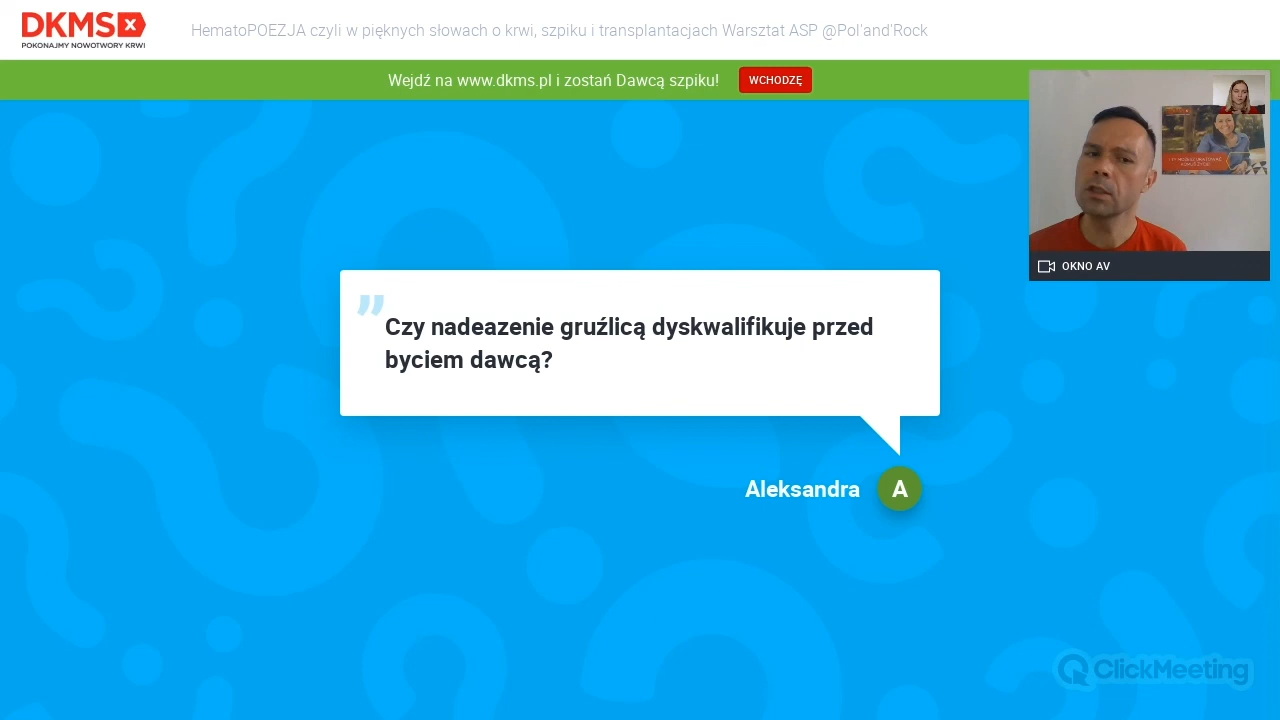 DKMS
POKONAJMY NOWOTWORY KRWI
HematoPOEZJA czyli w pięknych słowach o krwi, szpiku i transplantacjach Warsztat ASP @Pol'and'Rock
Wejdź na www.dkms.pl i zostań Dawcą szpiku!
WCHODZĘ
OKNO AV
Czy nadeazenie gruźlicą dyskwalifikuje przed
byciem dawcą?
Aleksandra
A
ClickMeeting